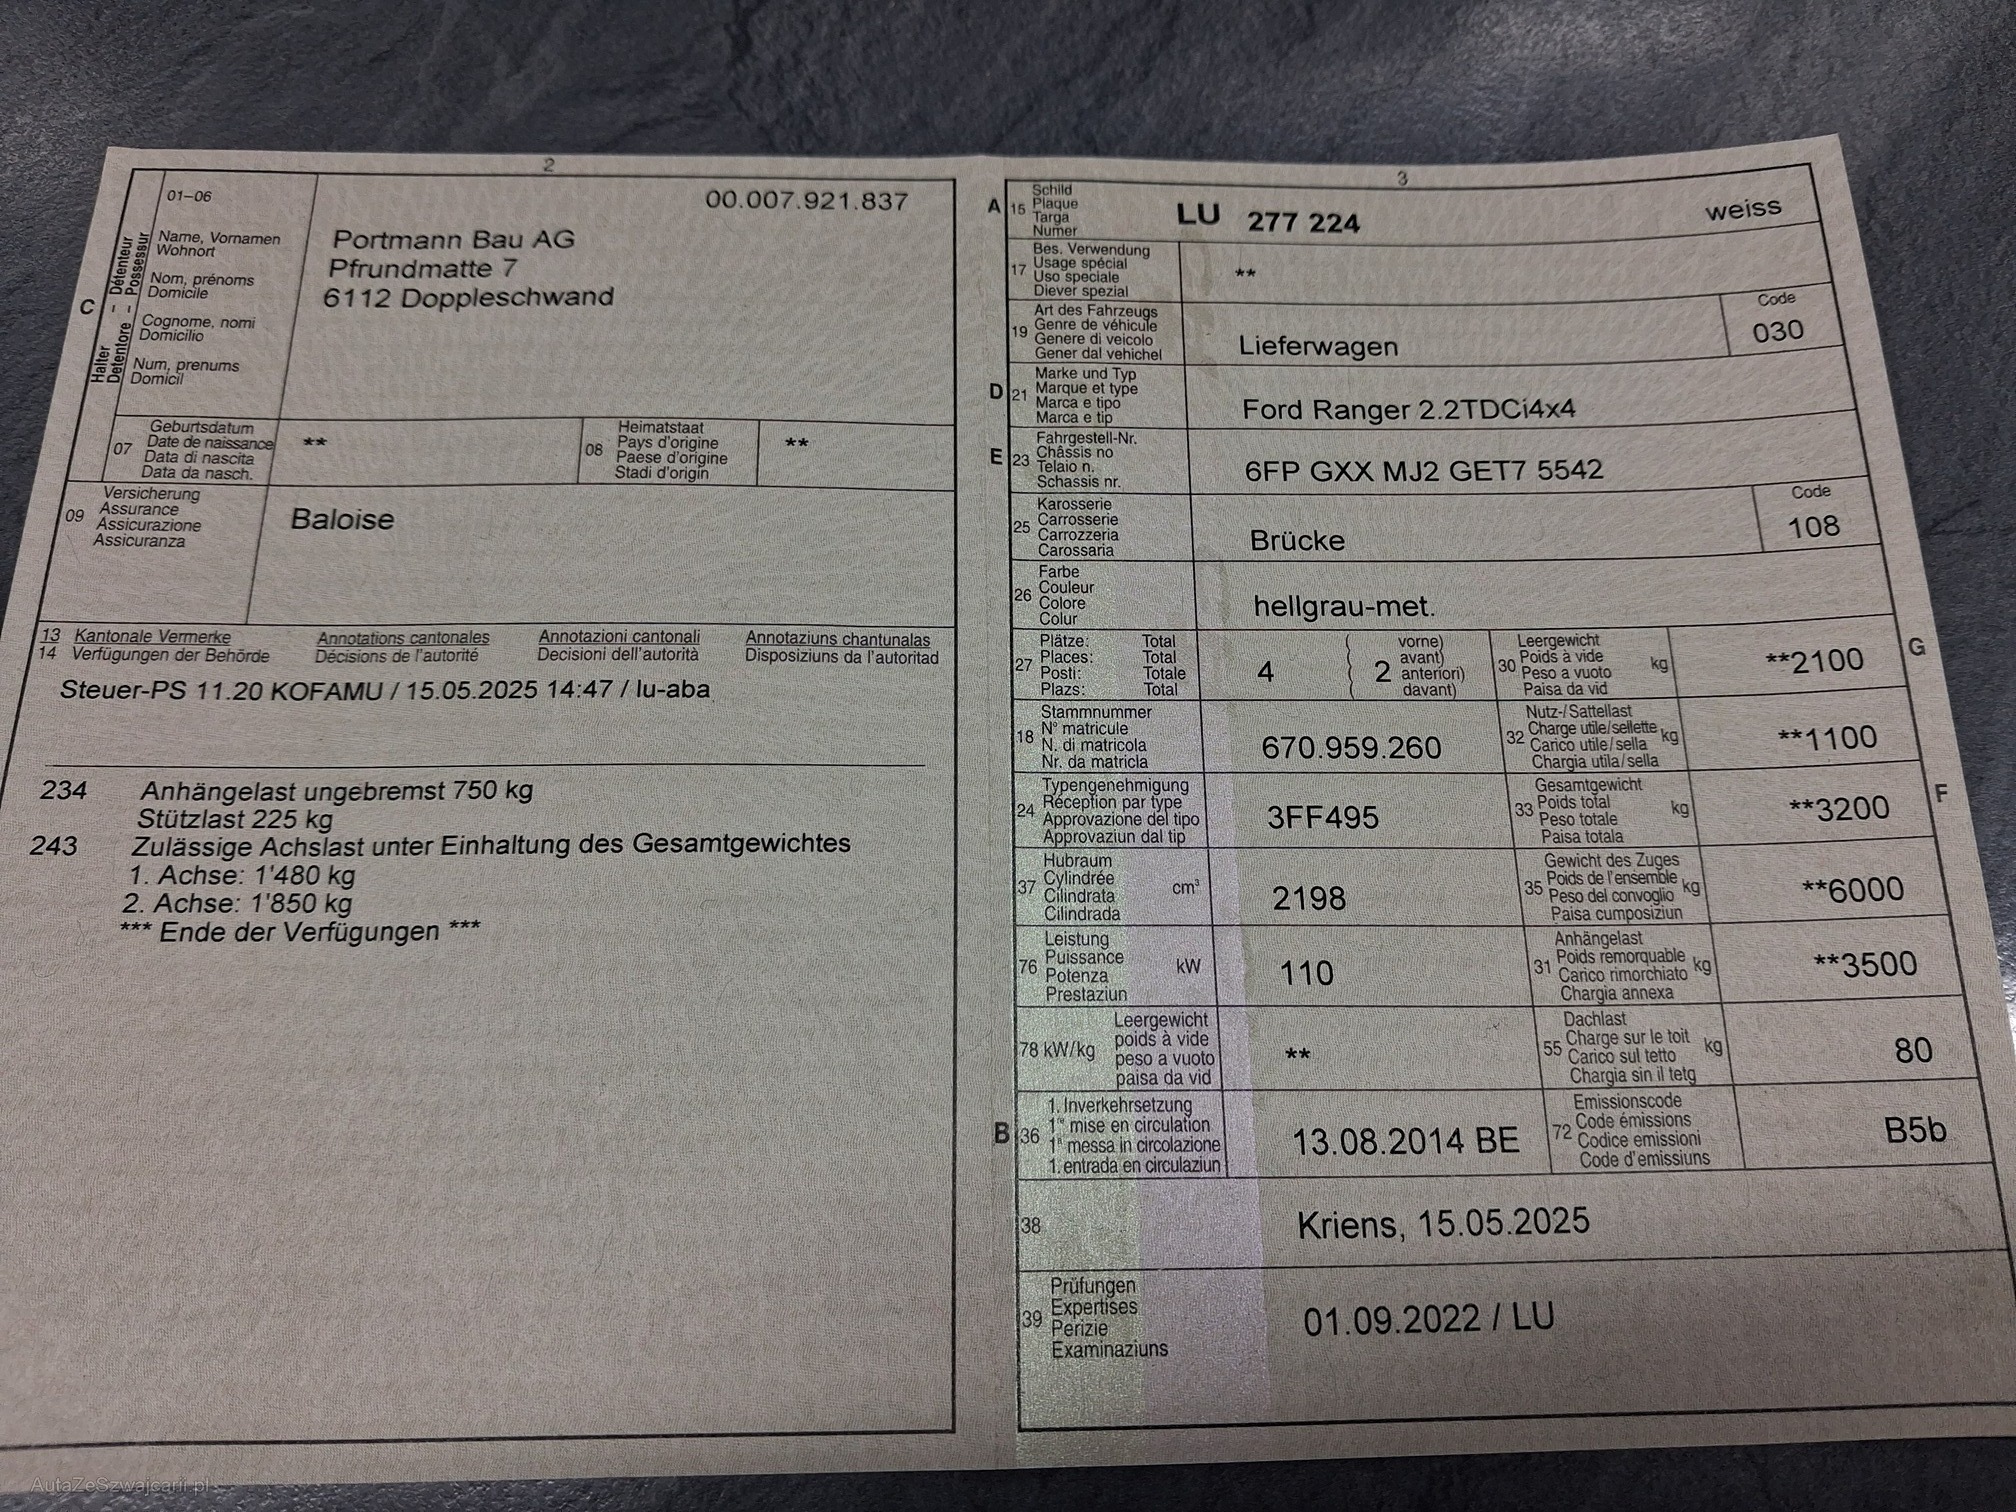 2
01–06
00.007.921.837
C
Halter – Détenteur
Detentore – Possessur
Name, Vornamen
Wohnort
Nom, prénoms
Domicile
Cognome, nomi
Domicilio
Num, prenums
Domicil
Portmann Bau AG
Pfrundmatte 7
6112 Doppleschwand
07
Geburtsdatum
Date de naissance
Data di nascita
Data da nasch.
**
08
Heimatstaat
Pays d'origine
Paese d'origine
Stadi d'origin
**
09
Versicherung
Assurance
Assicurazione
Assicuranza
Baloise
13 Kantonale Vermerke Annotations cantonales Annotazioni cantonali Annotaziuns chantunalas
14 Verfügungen der Behörde Décisions de l'autorité Decisioni dell'autorità Disposiziuns da l'autoritad
Steuer-PS 11.20 KOFAMU / 15.05.2025 14:47 / lu-aba
234 Anhängelast ungebremst 750 kg
Stützlast 225 kg
243 Zulässige Achslast unter Einhaltung des Gesamtgewichtes
1. Achse: 1'480 kg
2. Achse: 1'850 kg
*** Ende der Verfügungen ***
3
A 15
Schild
Plaque
Targa
Numer
LU 277 224 weiss
17
Bes. Verwendung
Usage spécial
Uso speciale
Diever spezial
**
19
Art des Fahrzeugs
Genre de véhicule
Genere di veicolo
Gener dal vehichel
Lieferwagen
Code
030
D 21
Marke und Typ
Marque et type
Marca e tipo
Marca e tip
Ford Ranger 2.2TDCi4x4
E 23
Fahrgestell-Nr.
Châssis no
Telaio n.
Schassis nr.
6FP GXX MJ2 GET7 5542
25
Karosserie
Carrosserie
Carrozzeria
Carossaria
Brücke
Code
108
26
Farbe
Couleur
Colore
Colur
hellgrau-met.
27
Plätze: Total
Places: Total
Posti: Totale
Plazs: Total
4
2
( vorne)
avant)
anteriori)
( davant)
30
Leergewicht
Poids à vide
Peso a vuoto
Paisa da vid
kg
**2100
G
18
Stammnummer
N° matricule
N. di matricola
Nr. da matricla
670.959.260
32
Nutz-/Sattellast
Charge utile/sellette
Carico utile/sella
Chargia utila/sella
kg
**1100
24
Typengenehmigung
Réception par type
Approvazione del tipo
Approvaziun dal tip
3FF495
33
Gesamtgewicht
Poids total
Peso totale
Paisa totala
kg
**3200
F
37
Hubraum
Cylindrée
Cilindrata
Cilindrada
cm³
2198
35
Gewicht des Zuges
Poids de l'ensemble
Peso del convoglio
Paisa cumposiziun
kg
**6000
76
Leistung
Puissance
Potenza
Prestaziun
kW
110
31
Anhängelast
Poids remorquable
Carico rimorchiato
Chargia annexa
kg
**3500
78 kW/kg
Leergewicht
poids à vide
peso a vuoto
paisa da vid
**
55
Dachlast
Charge sur le toit
Carico sul tetto
Chargia sin il tetg
kg
80
B 36
1. Inverkehrsetzung
1re mise en circulation
1a messa in circolazione
1. entrada en circulaziun
13.08.2014 BE
72
Emissionscode
Code émissions
Codice emissioni
Code d'emissiuns
B5b
38
Kriens, 15.05.2025
39
Prüfungen
Expertises
Perizie
Examinaziuns
01.09.2022 / LU
AutaZeSzwajcarii.pl